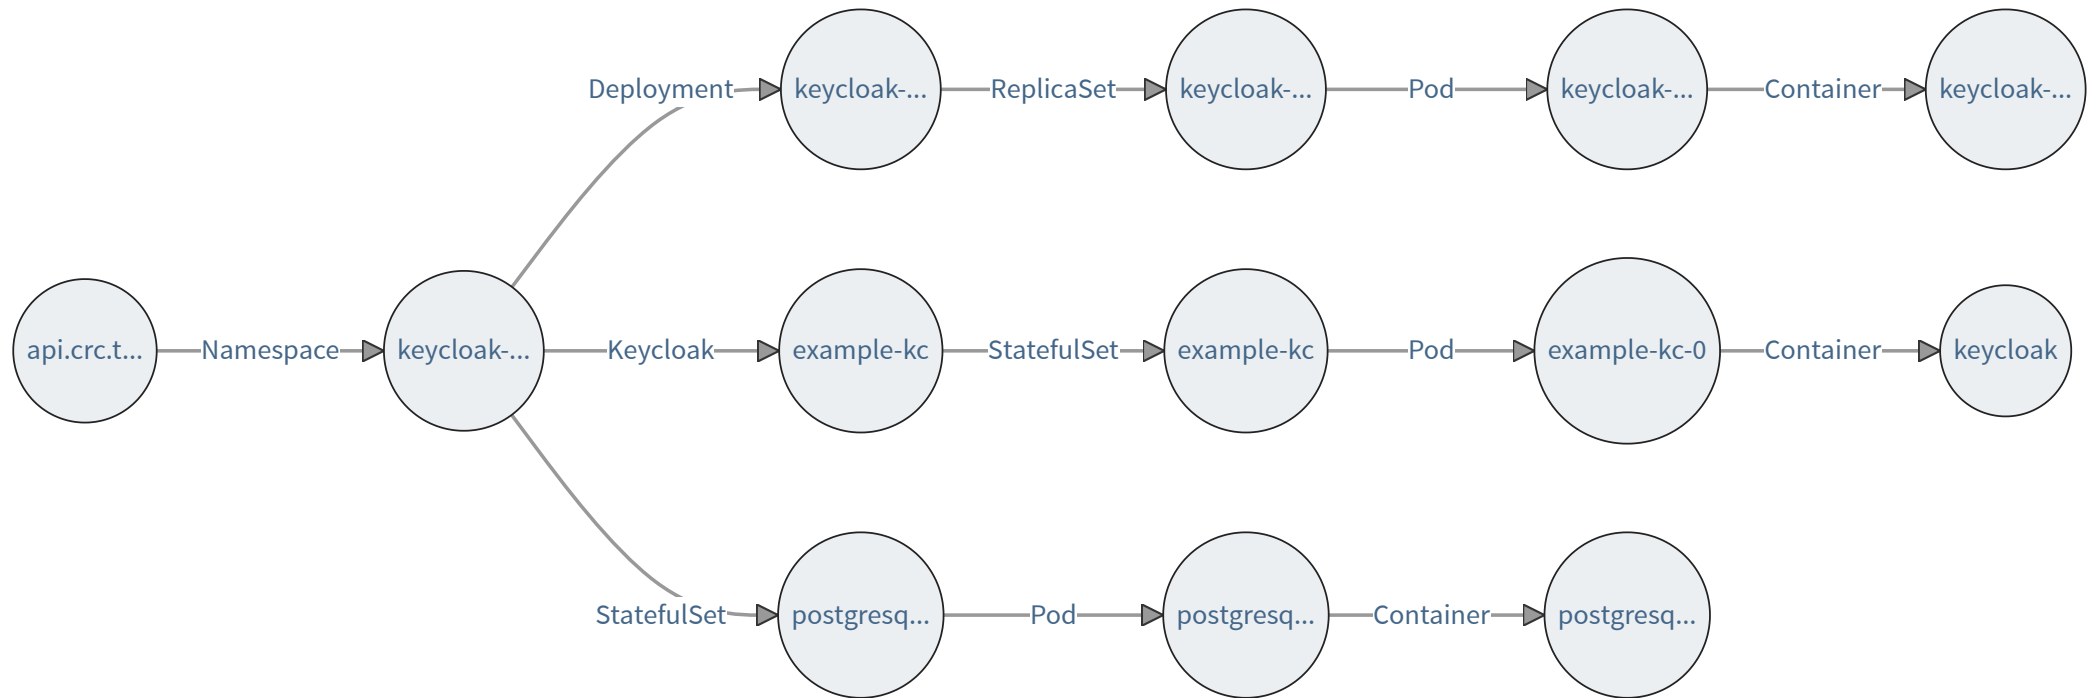 Deployment
keycloak-...
ReplicaSet
keycloak-...
Pod
keycloak-...
Container
keycloak-...
api.crc.t...
Namespace
keycloak-...
Keycloak
example-kc
StatefulSet
example-kc
Pod
example-kc-0
Container
keycloak
StatefulSet
postgresq...
Pod
postgresq...
Container
postgresq...